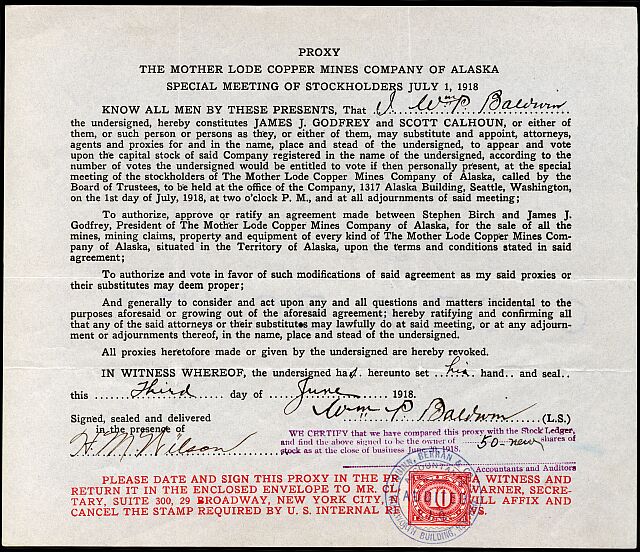 PROXY
THE MOTHER LODE COPPER MINES COMPANY OF ALASKA
SPECIAL MEETING OF STOCKHOLDERS JULY 1, 1918
KNOW ALL MEN BY THESE PRESENTS, That I Wm P. Baldwin
the undersigned, hereby constitutes JAMES J. GODFREY and SCOTT CALHOUN, or either of
them, or such person or persons as they, or either of them, may substitute and appoint, attorneys,
agents and proxies for and in the name, place and stead of the undersigned, to appear and vote
upon the capital stock of said Company registered in the name of the undersigned, according to the
number of votes the undersigned would be entitled to vote if then personally present, at the special
meeting of the stockholders of The Mother Lode Copper Mines Company of Alaska, called by the
Board of Trustees, to be held at the office of the Company, 1317 Alaska Building, Seattle, Washington,
on the 1st day of July, 1918, at two o'clock P. M., and at all adjournments of said meeting;
To authorize, approve or ratify an agreement made between Stephen Birch and James J.
Godfrey, President of The Mother Lode Copper Mines Company of Alaska, for the sale of all the
mines, mining claims, property and equipment of every kind of The Mother Lode Copper Mines Com-
pany of Alaska, situated in the Territory of Alaska, upon the terms and conditions stated in said
agreement;
To authorize and vote in favor of such modifications of said agreement as my said proxies or
their substitutes may deem proper;
And generally to consider and act upon any and all questions and matters incidental to the
purposes aforesaid or growing out of the aforesaid agreement; hereby ratifying and confirming all
that any of the said attorneys or their substitutes may lawfully do at said meeting, or at any adjourn-
ment or adjournments thereof, in the name, place and stead of the undersigned.
All proxies heretofore made or given by the undersigned are hereby revoked.
IN WITNESS WHEREOF, the undersigned has hereunto set his hand.. and seal..
this Third day of June 1918.
Wm P. Baldwin (L.S.)
Signed, sealed and delivered
in the presence of
H. M. Wilson
WE CERTIFY that we have compared this proxy with the Stock Ledger,
and find the above signed to be the owner of 50 new shares of
stock as at the close of business June 1918.
Accountants and Auditors
PLEASE DATE AND SIGN THIS PROXY IN THE A WITNESS AND
RETURN IT IN THE ENCLOSED ENVELOPE TO MR. WARNER, SECRE-
TARY, SUITE 300, 29 BROADWAY, NEW YORK CITY, AFFIX AND
CANCEL THE STAMP REQUIRED BY U. S. INTERNAL
10
BUILDING